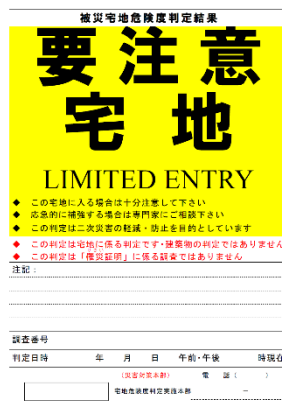 被災宅地危険度判定結果
要注意
宅地
LIMITED ENTRY
◆ この宅地に入る場合は十分注意して下さい
◆ 応急的に補強する場合は専門家にご相談下さい
◆ この判定は二次災害の軽減・防止を目的としています
◆ この判定は宅地に係る判定です・建築物の判定ではありません
◆ この判定は「罹災証明」に係る調査ではありません
注記:
調査番号
判定日時 年 月 日 午前・午後 時現在
(災害対策本部) 電 話( )
宅地危険度判定実施本部 ー